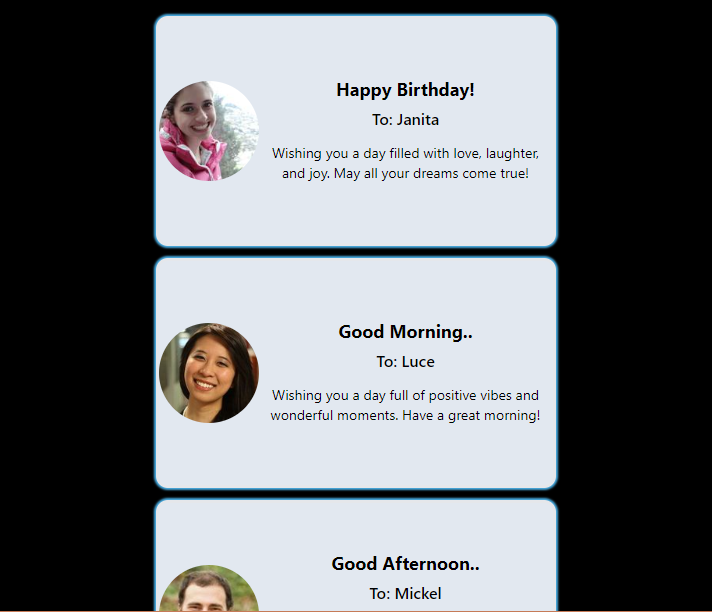 Happy Birthday!
To: Janita
Wishing you a day filled with love, laughter,
and joy. May all your dreams come true!
Good Morning..
To: Luce
Wishing you a day full of positive vibes and
wonderful moments. Have a great morning!
Good Afternoon..
To: Mickel